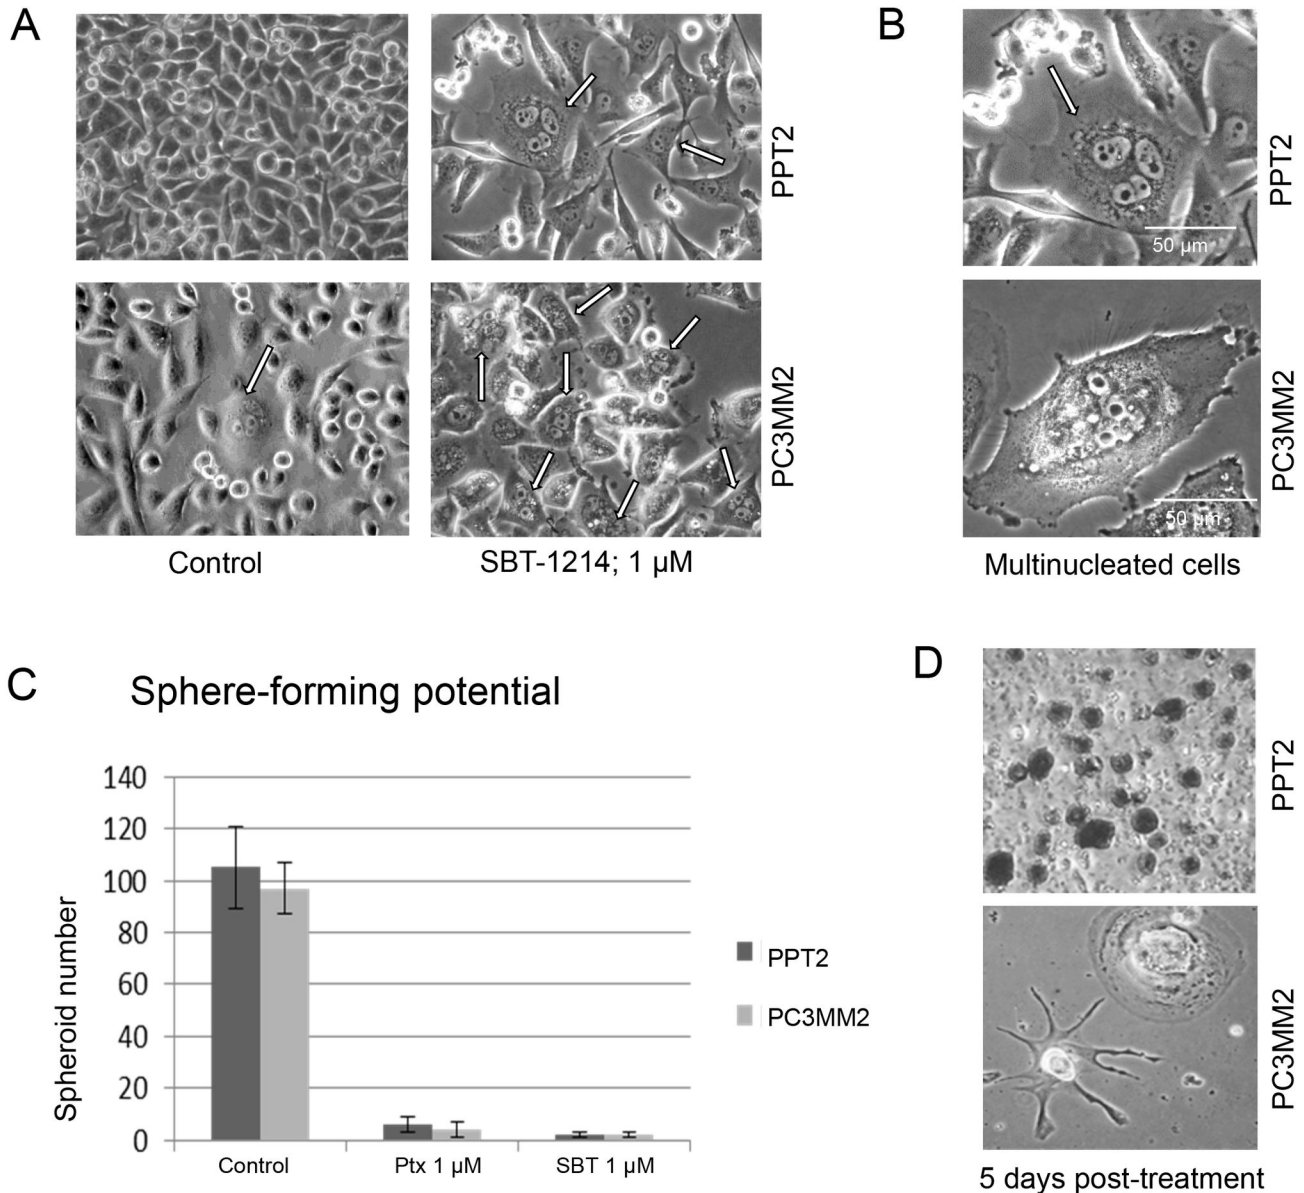 A
B
PPT2
PPT2
50 µm
PC3MM2
PC3MM2
50 µm
Control
SBT-1214; 1 µM
Multinucleated cells
C
Sphere-forming potential
D
140
120
100
80
60
40
20
0
Spheroid number
Control
Ptx 1 µM
SBT 1 µM
PPT2
PC3MM2
PPT2
PC3MM2
5 days post-treatment